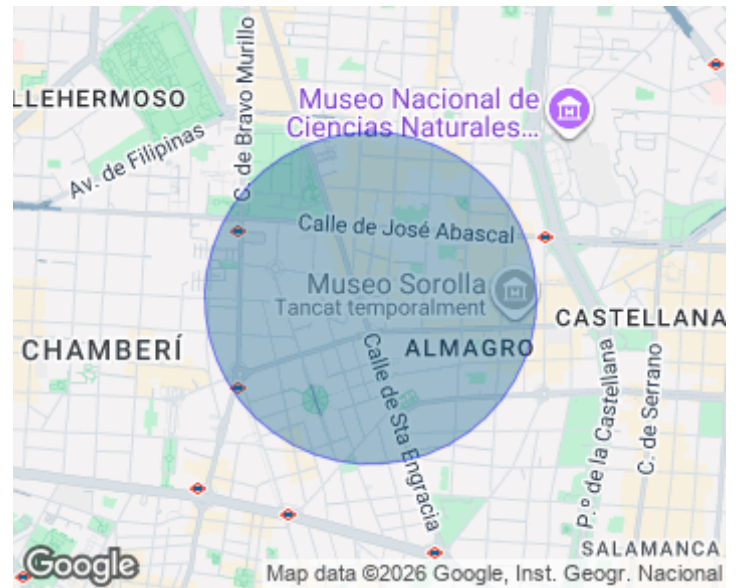 C. de Bravo Murillo
LLEHERMOSO
Av. de Filipinas
Museo Nacional de
Ciencias Naturales...
Calle de José Abascal
Museo Sorolla
Tancat temporalment
CASTELLANA
CHAMBERÍ
ALMAGRO
Calle de Sta Engracia
P.º de la Castellana
C. de Serrano
SALAMANCA
Google
Map data ©2026 Google, Inst. Geogr. Nacional